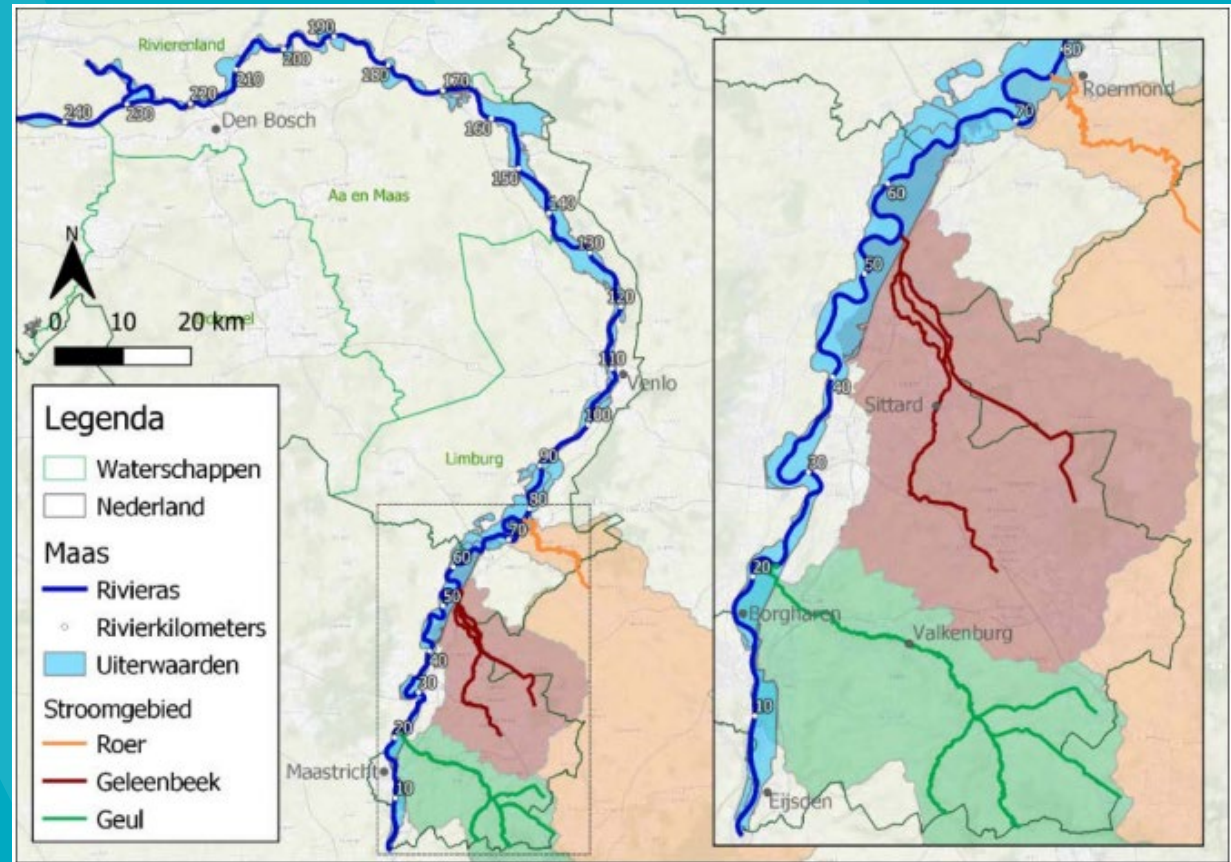 Rivierenland
190
200
180
210
170
220
230
240
Den Bosch
160
150
Aa en Maas
140
130
N
120
0 10 20 km
110
Venlo
100
Limburg
90
80
70
60
50
40
30
20
Maastricht
10
Legenda
Waterschappen
Nederland
Maas
Rivieras
Rivierkilometers
Uiterwaarden
Stroomgebied
Roer
Geleenbeek
Geul
80
Roermond
70
60
50
40
Sittard
30
20
Borgharen
Valkenburg
10
Eijsden